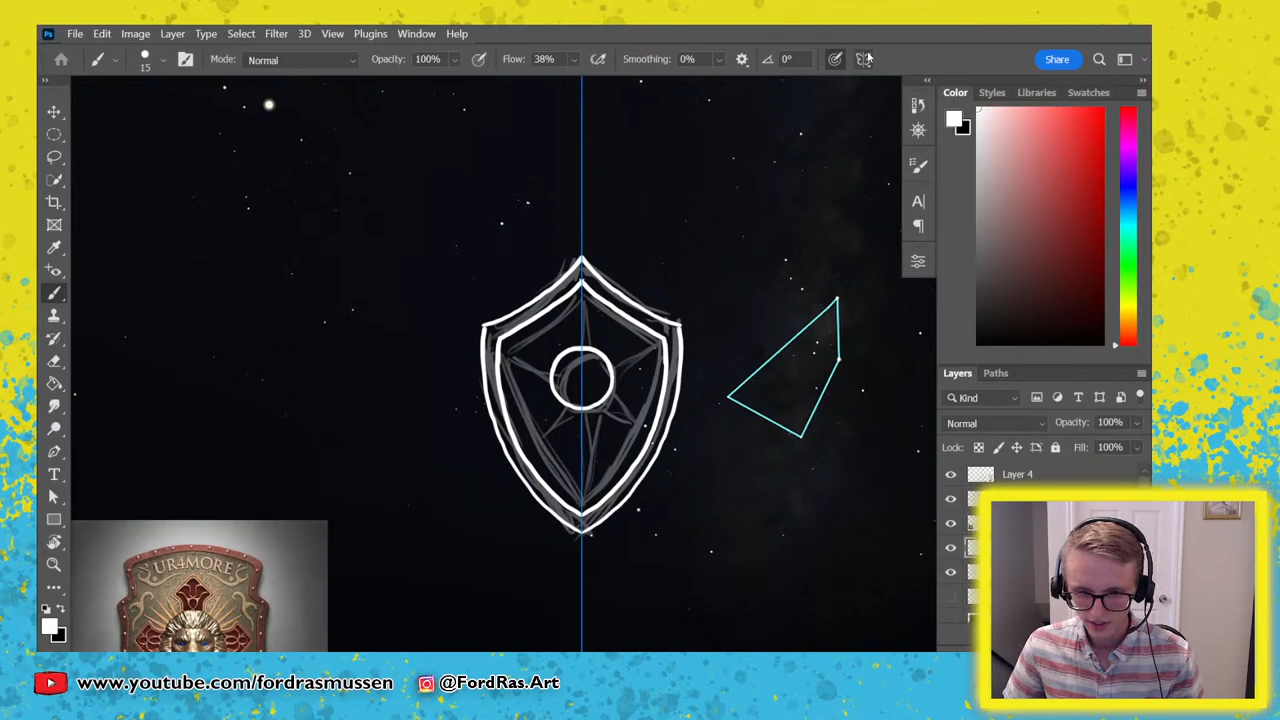 Ps File Edit Image Layer Type Select Filter 3D View Plugins Window Help
15 Mode: Normal Opacity: 100% Flow: 38% Smoothing: 0% 0° Share
Color Styles Libraries Swatches
Layers Paths
Kind
Normal Opacity: 100%
Lock: Fill: 100%
Layer 4
UR4MORE
www.youtube.com/fordrasmussen @FordRas.Art